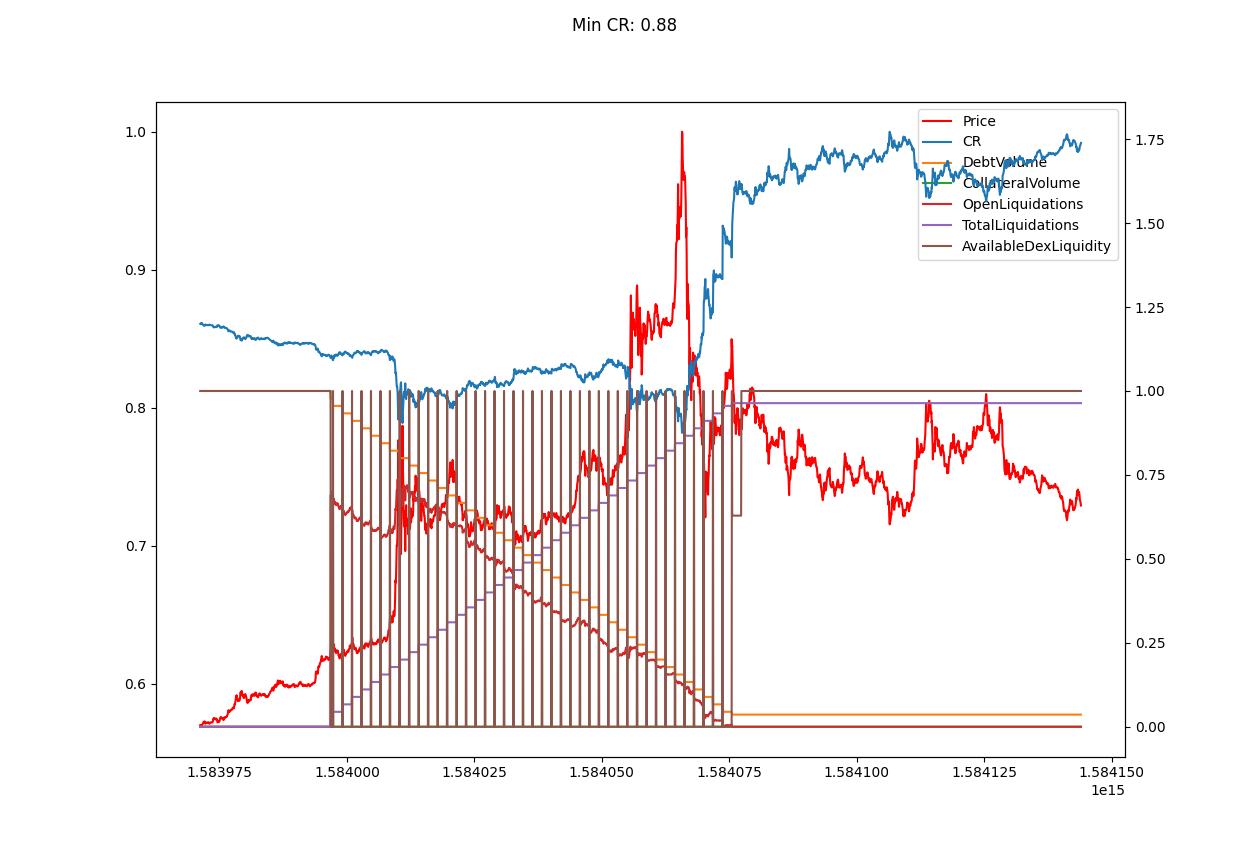 Min CR: 0.88
1.0
0.9
0.8
0.7
0.6
1.75
1.50
1.25
1.00
0.75
0.50
0.25
0.00
Price
CR
DebtVolume
CollateralVolume
OpenLiquidations
TotalLiquidations
AvailableDexLiquidity
1.583975 1.584000 1.584025 1.584050 1.584075 1.584100 1.584125 1.584150
1e15